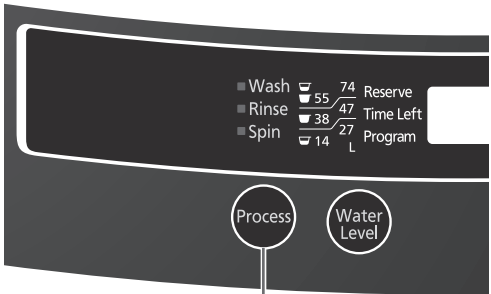 Wash 74 Reserve
55
Rinse 47 Time Left
38
Spin 27 Program
14 L
Process
Water
Level